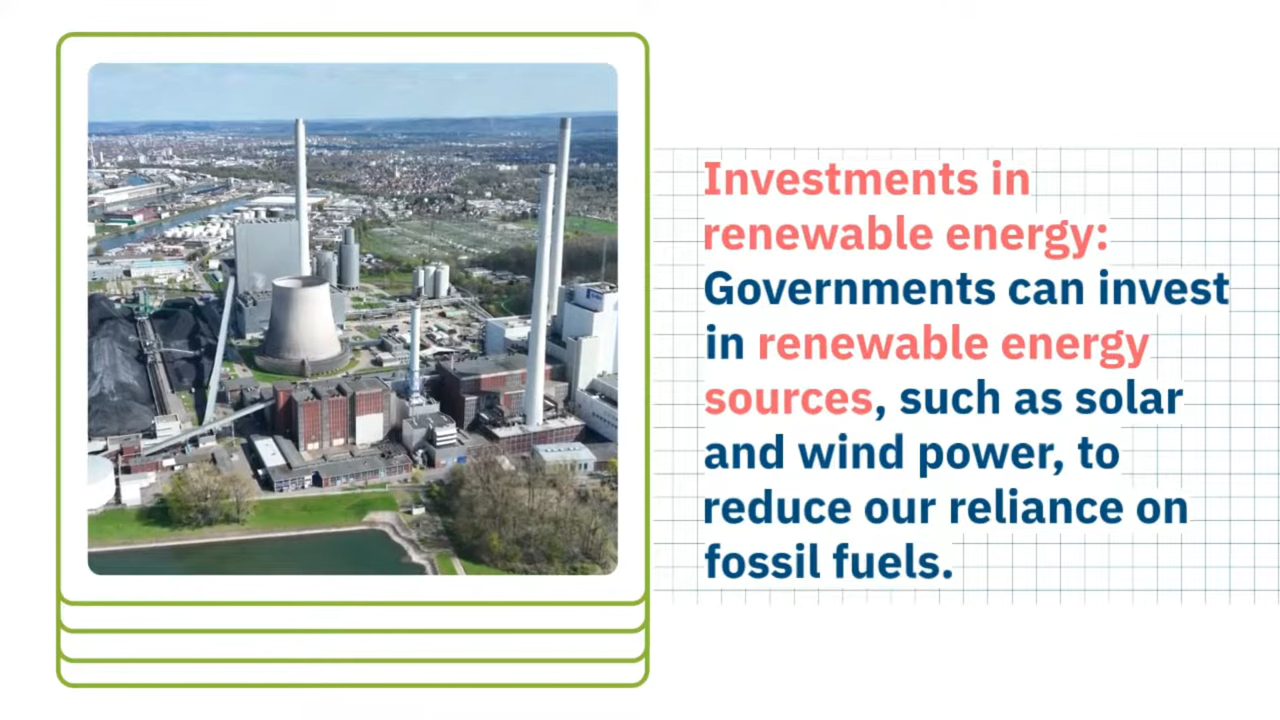 Investments in
renewable energy:
Governments can invest
in renewable energy
sources, such as solar
and wind power, to
reduce our reliance on
fossil fuels.